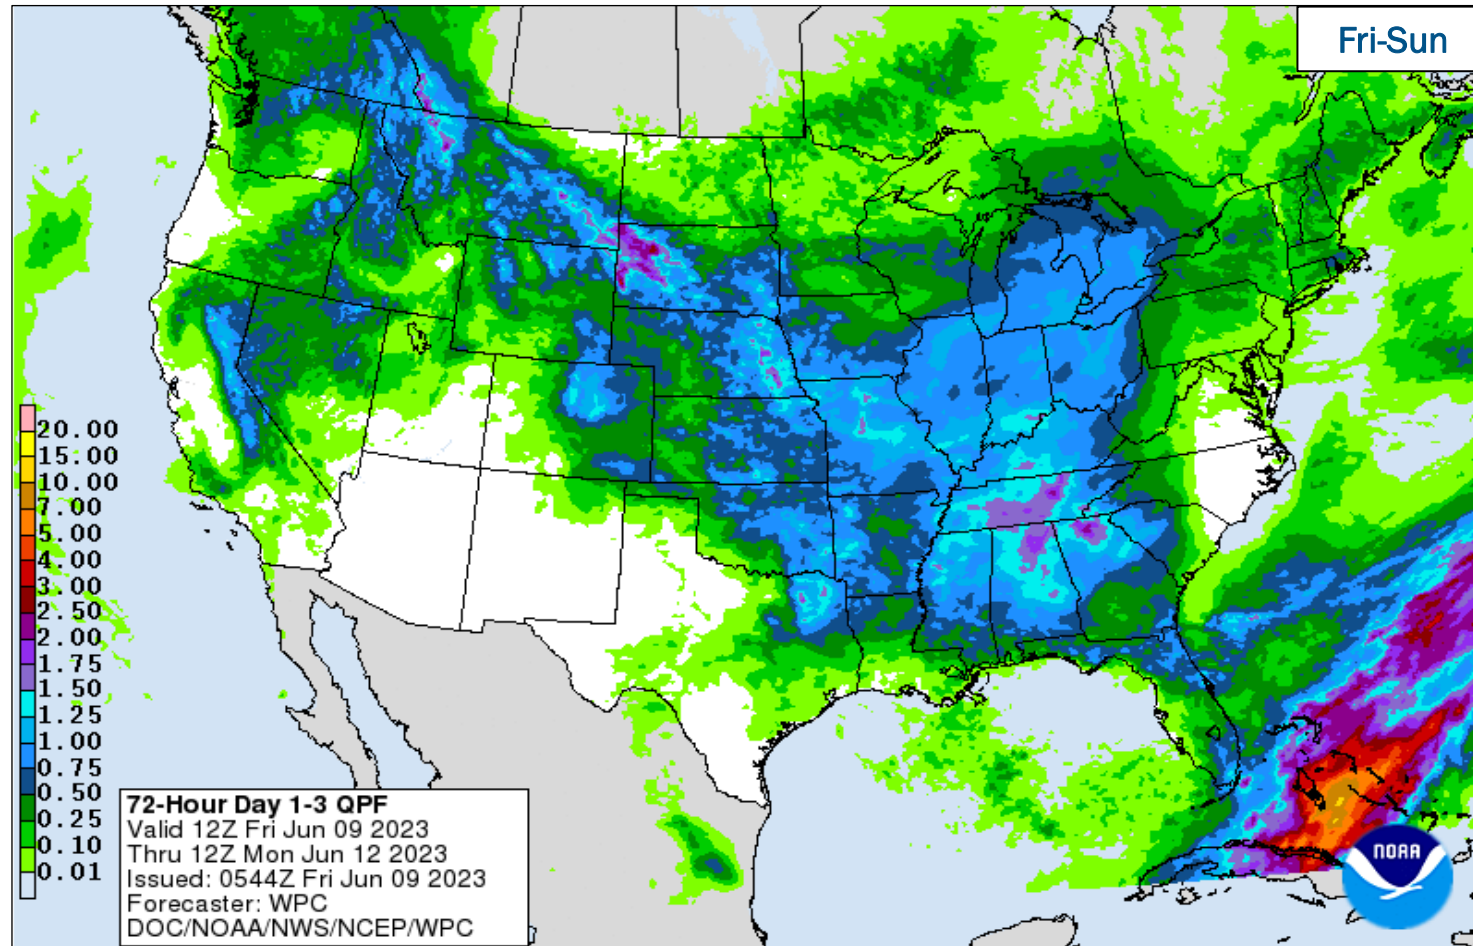 Fri-Sun
20.00
15.00
10.00
7.00
5.00
4.00
3.00
2.50
2.00
1.75
1.50
1.25
1.00
0.75
0.50
0.25
0.10
0.01
72-Hour Day 1-3 QPF
Valid 12Z Fri Jun 09 2023
Thru 12Z Mon Jun 12 2023
Issued: 0544Z Fri Jun 09 2023
Forecaster: WPC
DOC/NOAA/NWS/NCEP/WPC
NOAA